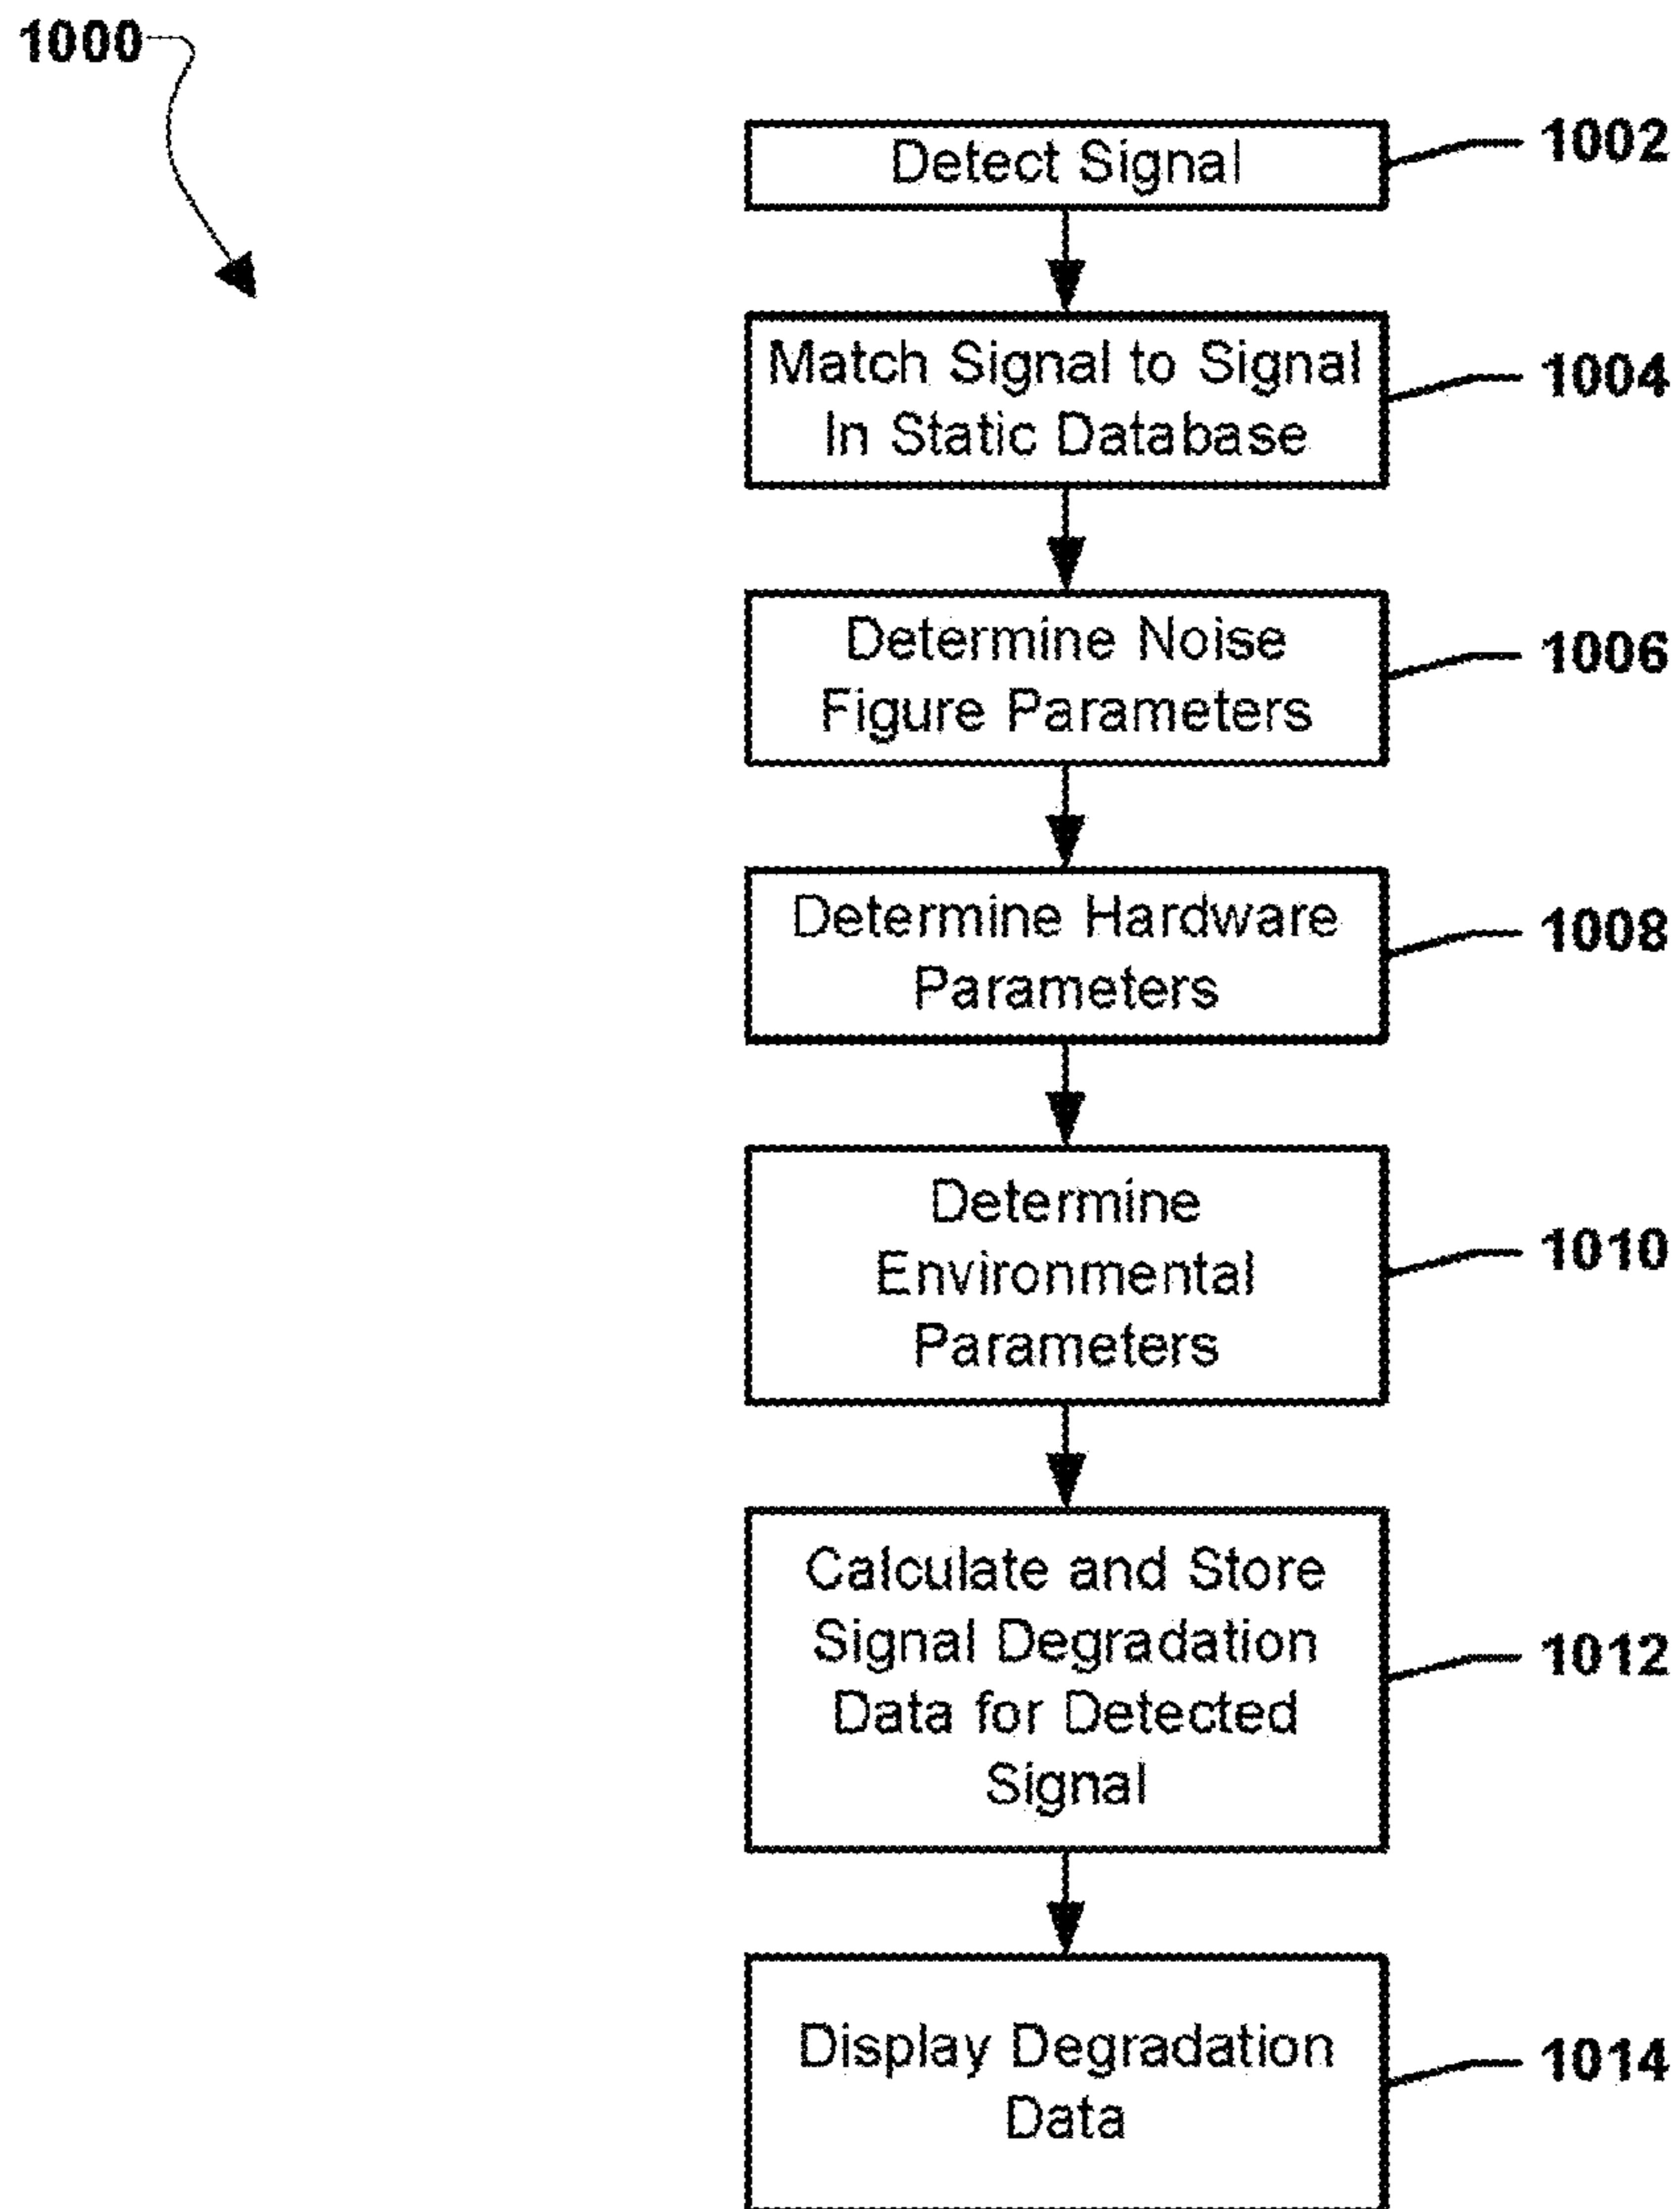 1000
Detect Signal
1002
Match Signal to Signal
In Static Database
1004
Determine Noise
Figure Parameters
1006
Determine Hardware
Parameters
1008
Determine
Environmental
Parameters
1010
Calculate and Store
Signal Degradation
Data for Detected
Signal
1012
Display Degradation
Data
1014